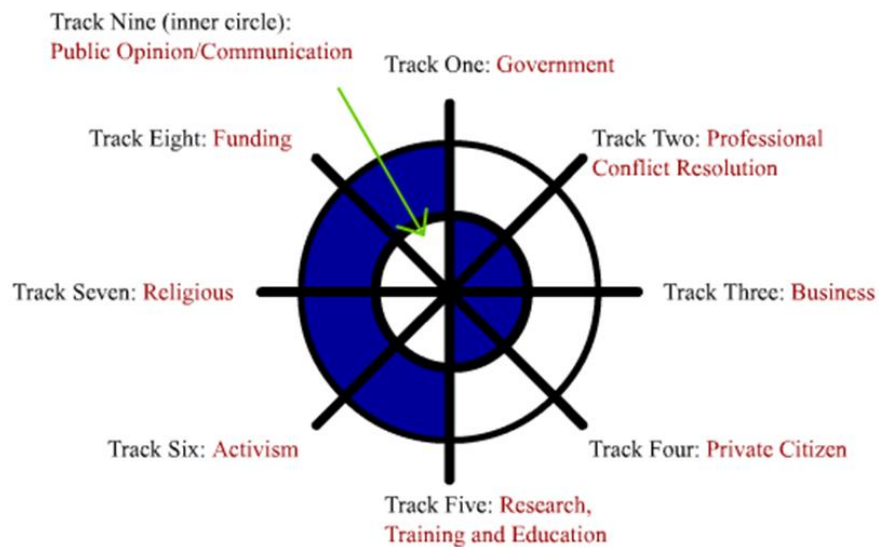 Track Nine (inner circle):
Public Opinion/Communication
Track One: Government
Track Eight: Funding
Track Two: Professional
Conflict Resolution
Track Seven: Religious
Track Three: Business
Track Six: Activism
Track Four: Private Citizen
Track Five: Research,
Training and Education